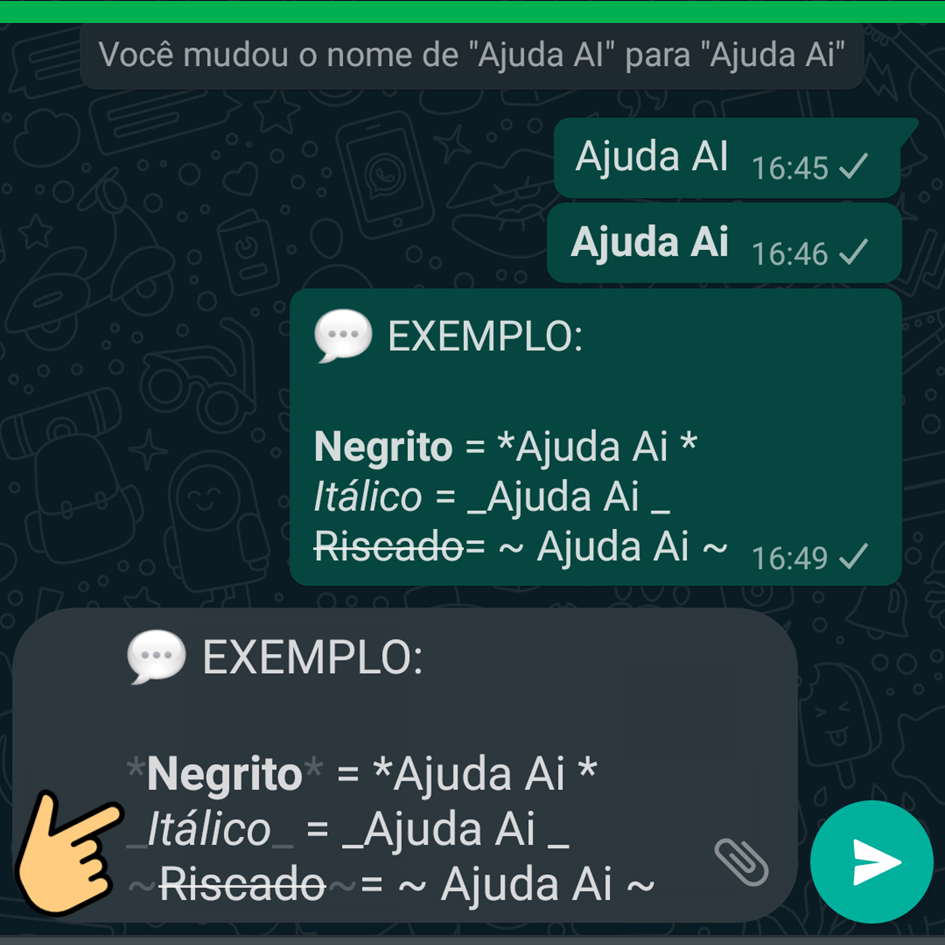 Você mudou o nome de "Ajuda AI" para "Ajuda Ai"
Ajuda AI 16:45
Ajuda Ai 16:46
💬 EXEMPLO:
Negrito = *Ajuda Ai *
Itálico = _Ajuda Ai _
Riscado= ~ Ajuda Ai ~ 16:49
💬 EXEMPLO:
*Negrito* = *Ajuda Ai *
_Itálico_ = _Ajuda Ai _
~Riscado~= ~ Ajuda Ai ~